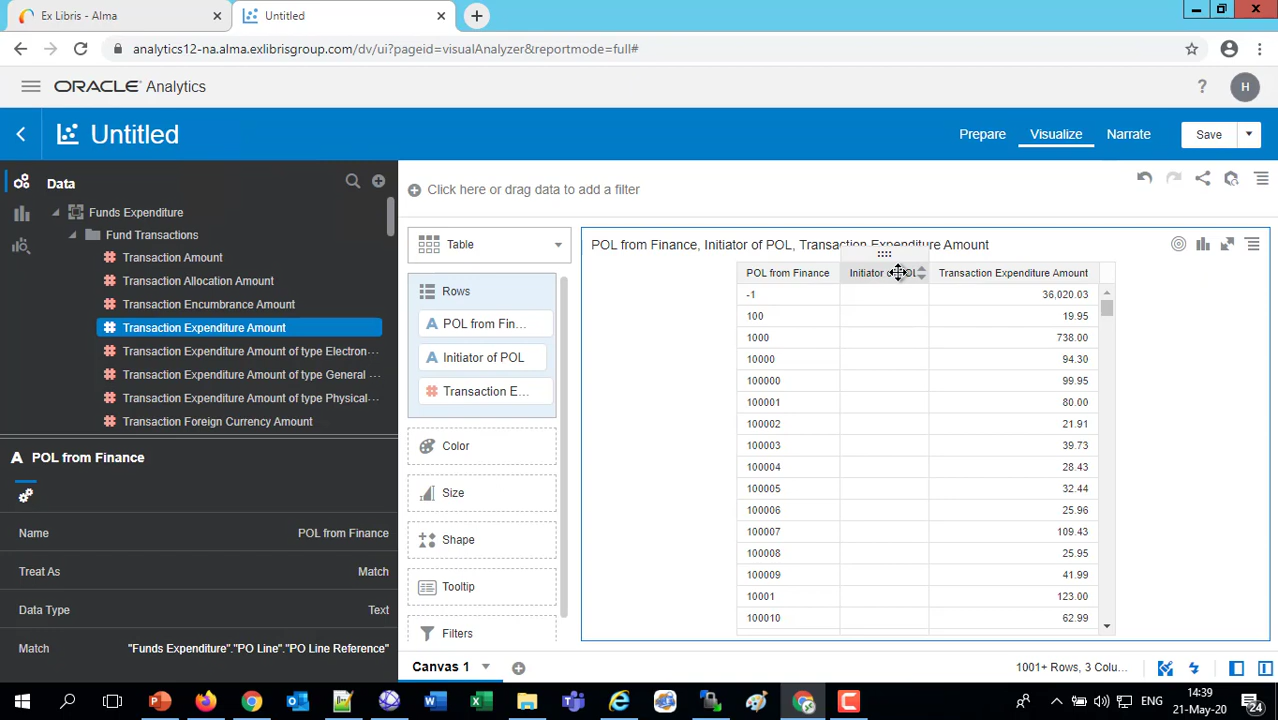 Ex Libris - Alma
Untitled
analytics12-na.alma.exlibrisgroup.com/dv/ui?pageid=visualAnalyzer&reportmode=full#
ORACLE Analytics
?
H
Untitled
Prepare
Visualize
Narrate
Save
Data
Click here or drag data to add a filter
Funds Expenditure
Fund Transactions
Transaction Amount
Transaction Allocation Amount
Transaction Encumbrance Amount
Transaction Expenditure Amount
Transaction Expenditure Amount of type Electron...
Transaction Expenditure Amount of type General ...
Transaction Expenditure Amount of type Physical...
Transaction Foreign Currency Amount
A POL from Finance
Name POL from Finance
Treat As Match
Data Type Text
Match "Funds Expenditure"."PO Line"."PO Line Reference"
Table
Rows
A POL from Fin...
A Initiator of POL
Transaction E...
Color
Size
Shape
Tooltip
Filters
POL from Finance, Initiator of POL, Transaction Expenditure Amount
POL from Finance Initiator of POL Transaction Expenditure Amount
-1 36,020.03
100 19.95
1000 738.00
10000 94.30
100000 99.95
100001 80.00
100002 21.91
100003 39.73
100004 28.43
100005 32.44
100006 25.96
100007 109.43
100008 25.95
100009 41.99
10001 123.00
100010 62.99
Canvas 1
1001+ Rows, 3 Colu...
ENG
14:39
21-May-20
24